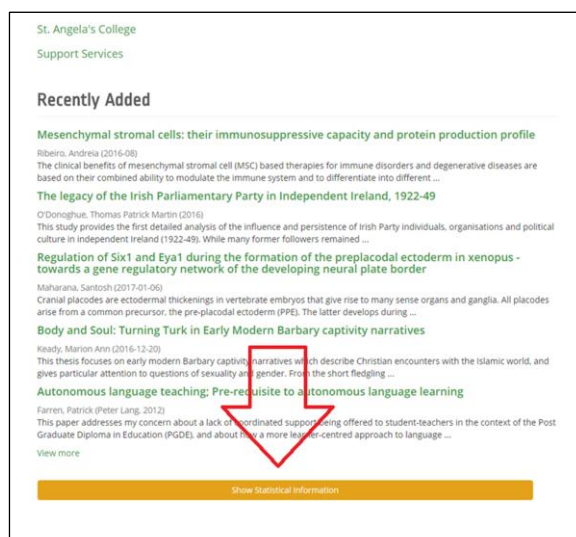 St. Angela's College
Support Services
Recently Added
Mesenchymal stromal cells: their immunosuppressive capacity and protein production profile
Ribeiro, Andreia (2016-08)
The clinical benefits of mesenchymal stromal cell (MSC) based therapies for immune disorders and degenerative diseases are
based on their combined ability to modulate the immune system and to differentiate into different ...
The legacy of the Irish Parliamentary Party in Independent Ireland, 1922-49
O'Donoghue, Thomas Patrick Martin (2016)
This study provides the first detailed analysis of the influence and persistence of Irish Party individuals, organisations and political
culture in independent Ireland (1922-49). While many former followers remained ...
Regulation of Six1 and Eya1 during the formation of the preplacodal ectoderm in xenopus -
towards a gene regulatory network of the developing neural plate border
Maharana, Santosh (2017-01-06)
Cranial placodes are ectodermal thickenings in vertebrate embryos that give rise to many sense organs and ganglia. All placodes
arise from a common precursor, the pre-placodal ectoderm (PPE). The latter develops during ...
Body and Soul: Turning Turk in Early Modern Barbary captivity narratives
Keady, Marion Ann (2016-12-20)
This thesis focuses on early modern Barbary captivity narratives which describe Christian encounters with the Islamic world, and
gives particular attention to questions of sexuality and gender. From the short fledgling ...
Autonomous language teaching; Pre-requisite to autonomous language learning
Farren, Patrick (Peter Lang, 2012)
This paper addresses my concern about a lack of coordinated support being offered to student-teachers in the context of the Post
Graduate Diploma in Education (PGDE), and about how a more learner-centred approach to language ...
View more
Show Statistical Information